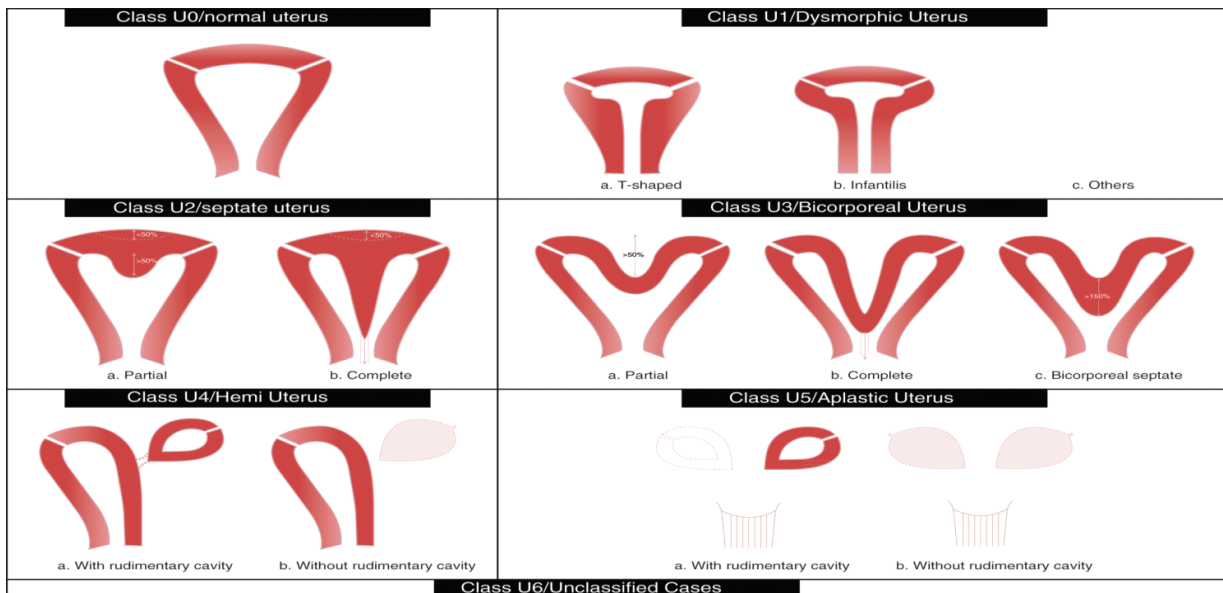 Class U0/normal uterus
Class U1/Dysmorphic Uterus
a. T-shaped
b. Infantilis
c. Others
Class U2/septate uterus
<50%
>50%
<50%
a. Partial
b. Complete
Class U3/Bicorporeal Uterus
>50%
>150%
a. Partial
b. Complete
c. Bicorporeal septate
Class U4/Hemi Uterus
a. With rudimentary cavity
b. Without rudimentary cavity
Class U5/Aplastic Uterus
a. With rudimentary cavity
b. Without rudimentary cavity
Class U6/Unclassified Cases